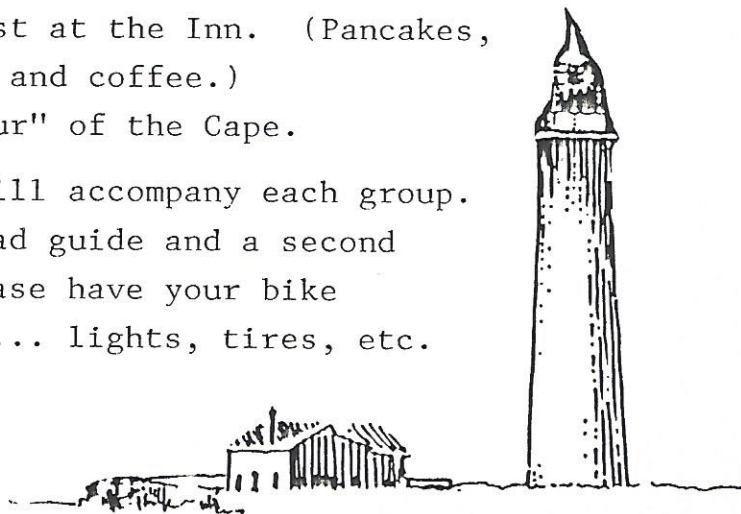 st at the Inn. (Pancakes,
and coffee.)
ur" of the Cape.
ill accompany each group.
ad guide and a second
ase have your bike
... lights, tires, etc.